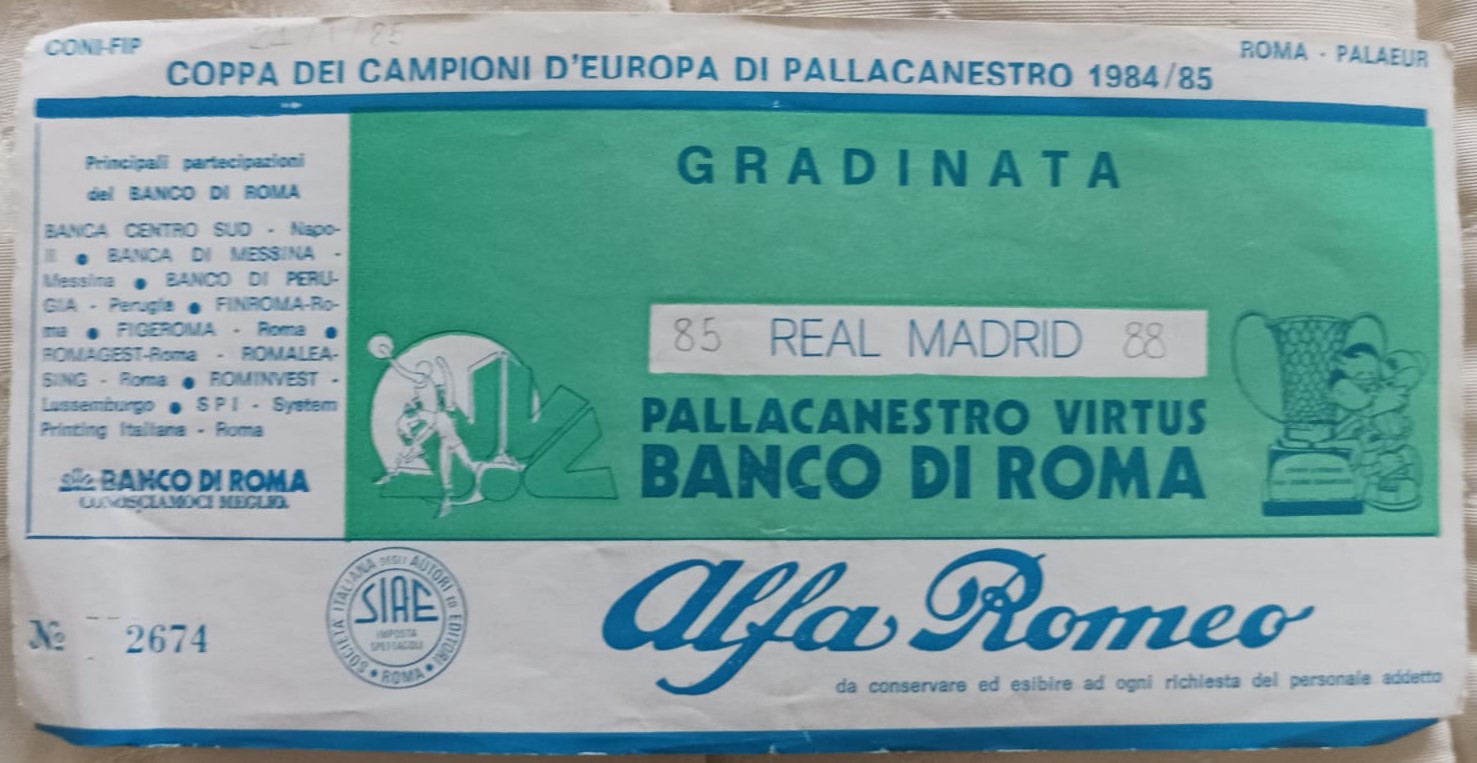 CONI-FIP
21/1/85
ROMA - PALAEUR
COPPA DEI CAMPIONI D'EUROPA DI PALLACANESTRO 1984/85
Principali partecipazioni
del BANCO DI ROMA
BANCA CENTRO SUD - Napo-
li ● BANCA DI MESSINA -
Messina ● BANCO DI PERU-
GIA - Perugia ● FINROMA-Ro-
ma ● FIGEROMA - Roma ●
ROMAGEST-Roma - ROMALEA-
SING - Roma ● ROMINVEST -
Lussemburgo ● S P I - System
Printing Italiana - Roma
BANCO DI ROMA
CONOSCIAMOCI MEGLIO.
GRADINATA
85 REAL MADRID 88
PALLACANESTRO VIRTUS
BANCO DI ROMA
№ 2674
SOCIETÀ ITALIANA DEGLI AUTORI ED EDITORI
SIAE
IMPOSTA
SPETTACOLI
ROMA
Alfa Romeo
da conservare ed esibire ad ogni richiesta del personale addetto